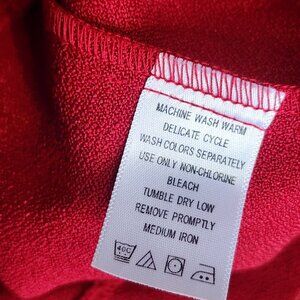 MACHINE WASH WARM
DELICATE CYCLE
WASH COLORS SEPARATELY
USE ONLY NON-CHLORINE
BLEACH
TUMBLE DRY LOW
REMOVE PROMPTLY
MEDIUM IRON
40C